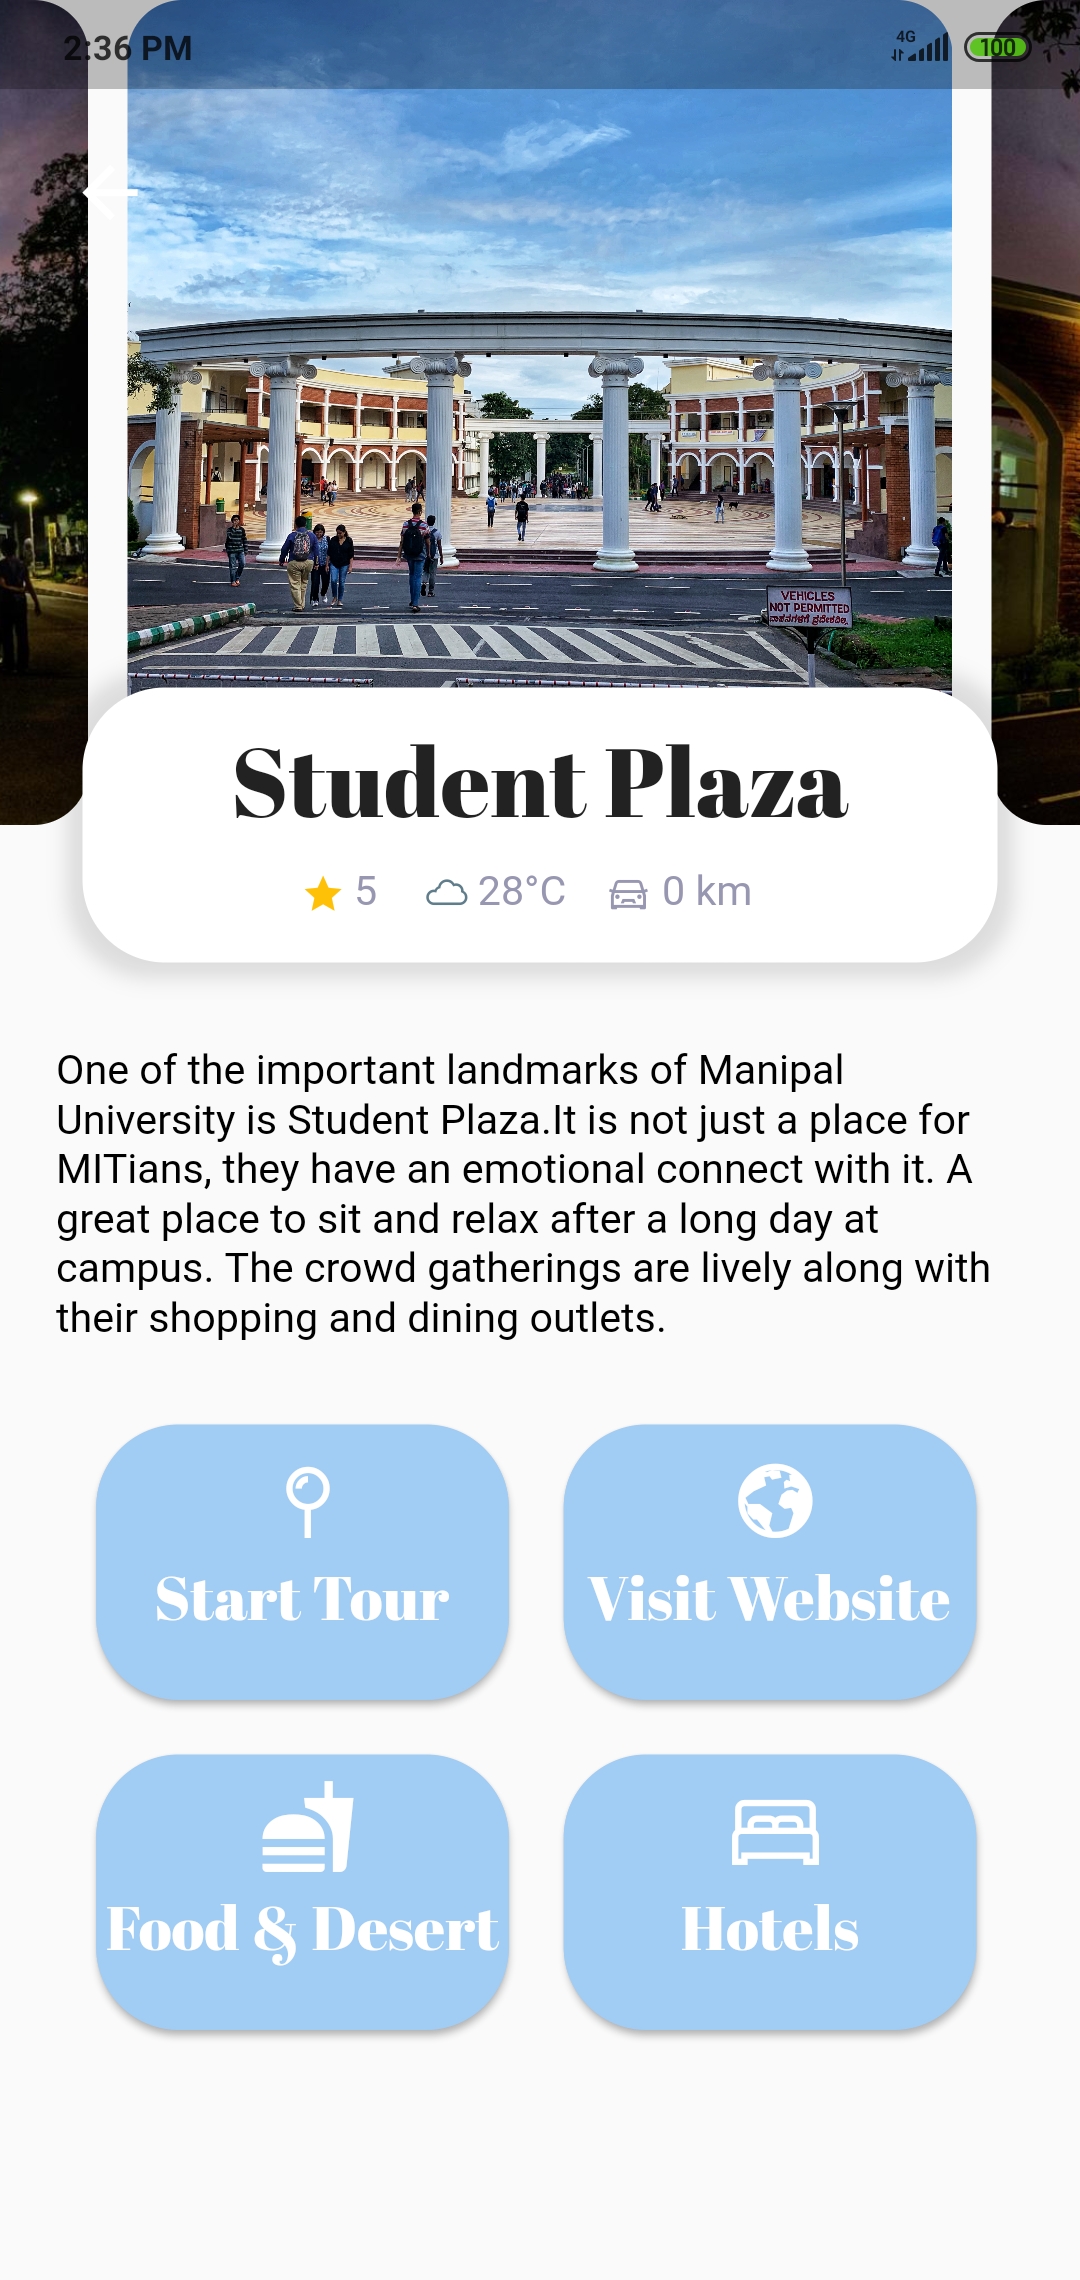 2:36 PM
4G
100
VEHICLES
NOT PERMITTED
Student Plaza
5
28°C
0 km
One of the important landmarks of Manipal
University is Student Plaza.It is not just a place for
MITians, they have an emotional connect with it. A
great place to sit and relax after a long day at
campus. The crowd gatherings are lively along with
their shopping and dining outlets.
Start Tour
Visit Website
Food & Desert
Hotels